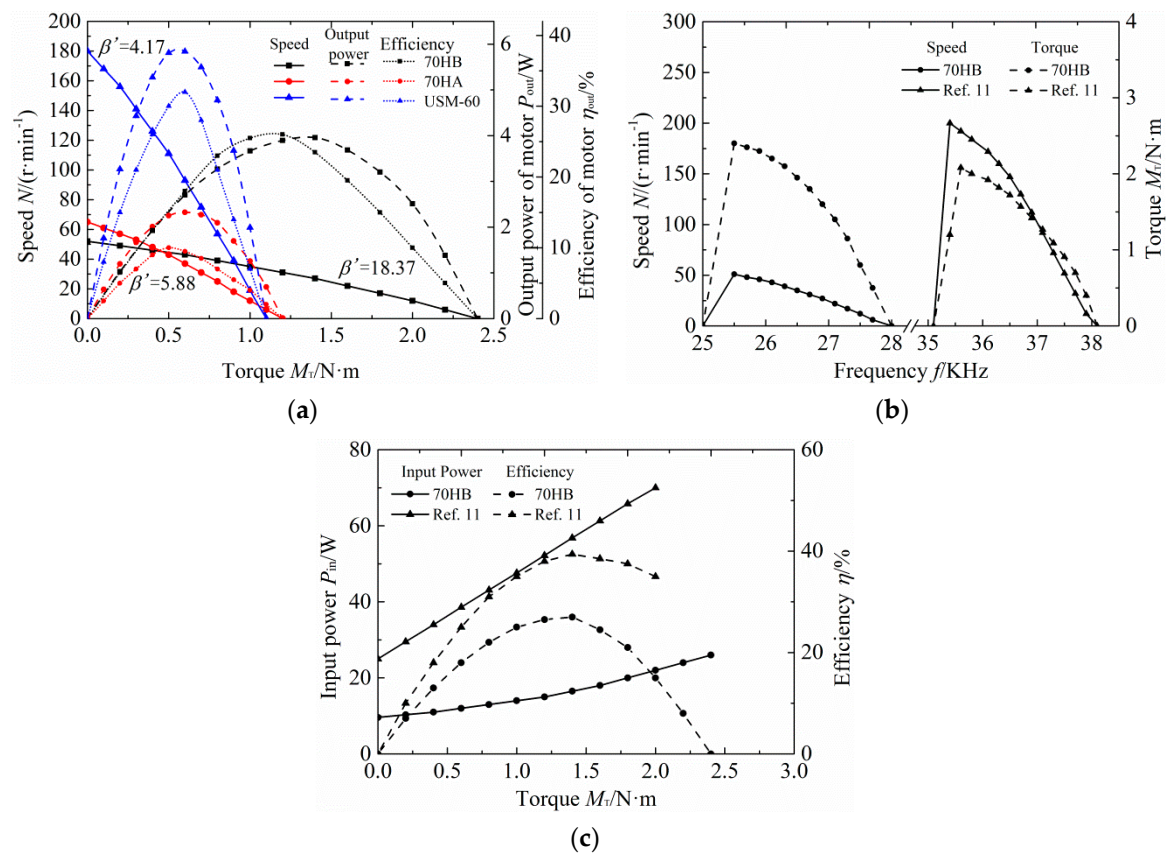 β’=4.17
Speed
Output power
Efficiency
70HB
70HA
USM-60
β’=18.37
β’=5.88
200
180
160
140
120
100
80
60
40
20
0
Speed N/(r·min⁻¹)
6
4
2
0
Output power of motor Pout/W
40
30
20
10
0
Efficiency of motor ηout/%
0.0 0.5 1.0 1.5 2.0 2.5
Torque MT/N·m
(a)
300
250
200
150
100
50
0
Speed N/(r·min⁻¹)
Speed Torque
70HB 70HB
Ref. 11 Ref. 11
4
3
2
1
0
Torque MT/N·m
25 26 27 28 35 36 37 38
Frequency f/KHz
(b)
80
60
40
20
0
Input power Pin/W
Input Power Efficiency
70HB 70HB
Ref. 11 Ref. 11
60
40
20
0
Efficiency η/%
0.0 0.5 1.0 1.5 2.0 2.5 3.0
Torque MT/N·m
(c)